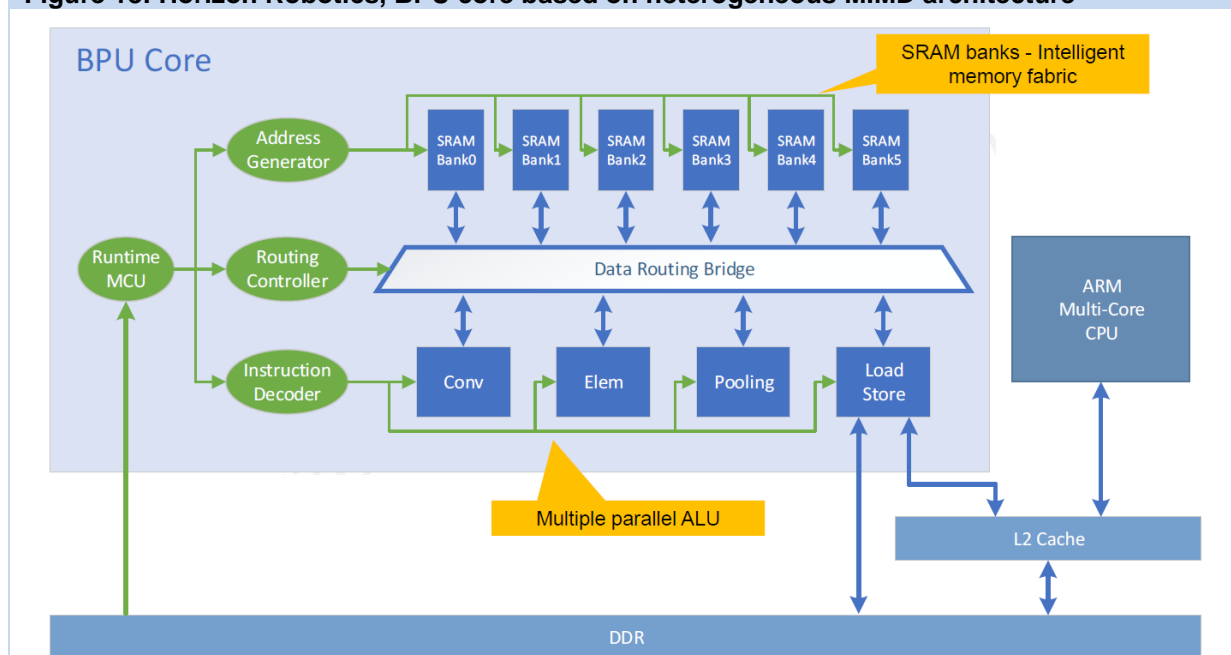 BPU Core
SRAM banks - Intelligent
memory fabric
Address
Generator
SRAM
Bank0
SRAM
Bank1
SRAM
Bank2
SRAM
Bank3
SRAM
Bank4
SRAM
Bank5
Runtime
MCU
Routing
Controller
Data Routing Bridge
ARM
Multi-Core
CPU
Instruction
Decoder
Conv
Elem
Pooling
Load
Store
Multiple parallel ALU
L2 Cache
DDR